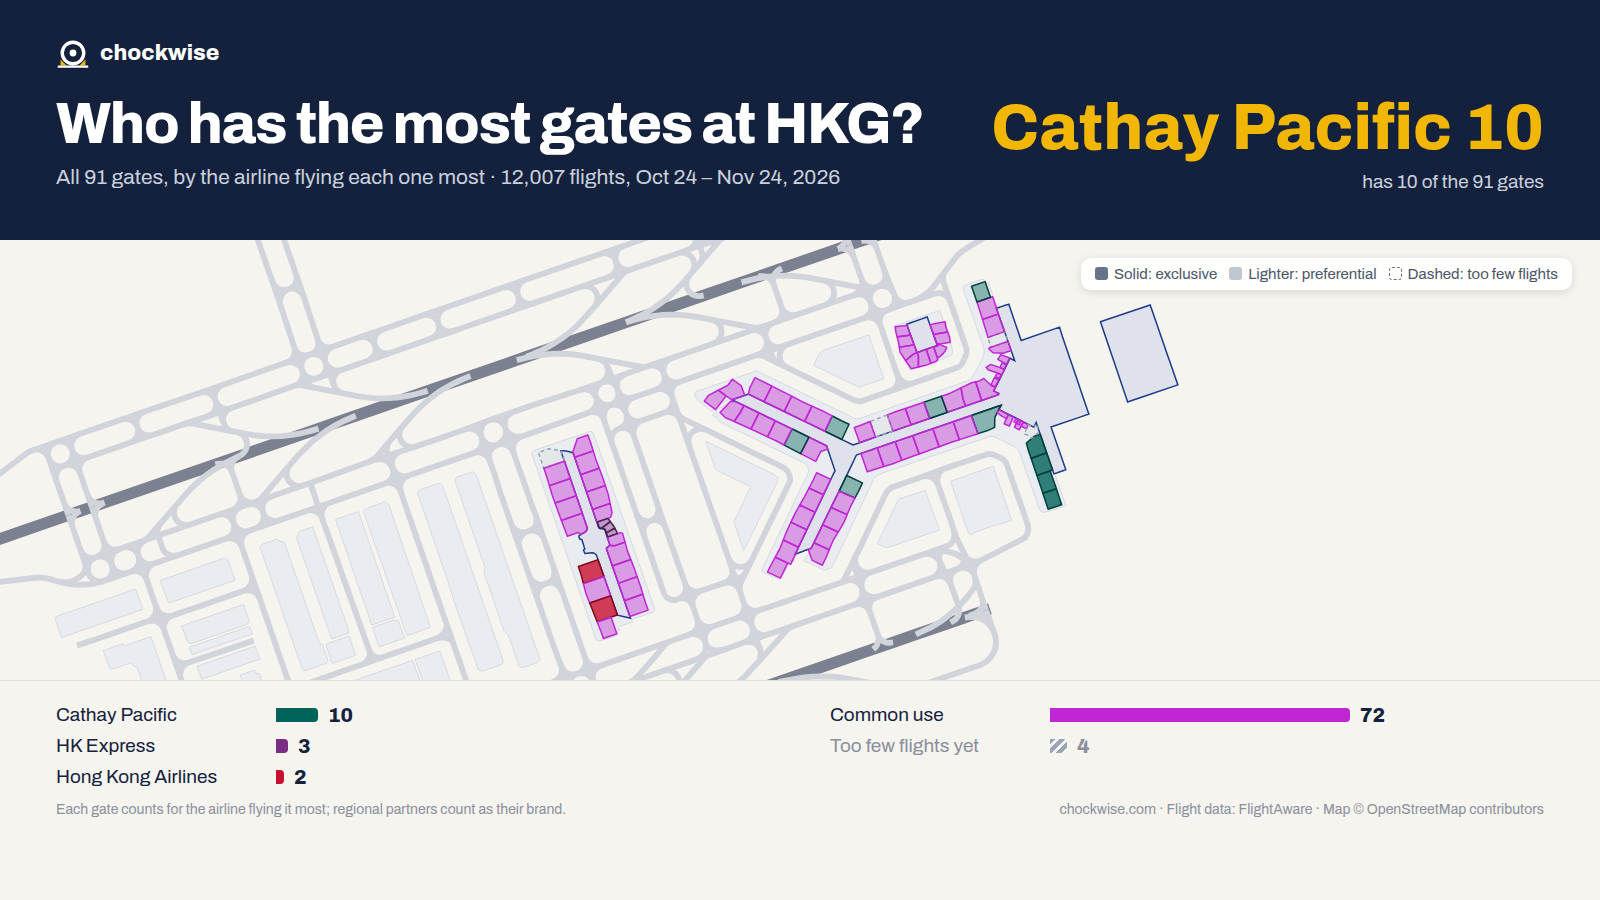 chockwise
Who has the most gates at HKG?
Cathay Pacific 10
All 91 gates, by the airline flying each one most · 12,007 flights, Oct 24 – Nov 24, 2026
has 10 of the 91 gates
Solid: exclusive
Lighter: preferential
Dashed: too few flights
Cathay Pacific 10
HK Express 3
Hong Kong Airlines 2
Common use 72
Too few flights yet 4
Each gate counts for the airline flying it most; regional partners count as their brand.
chockwise.com · Flight data: FlightAware · Map © OpenStreetMap contributors